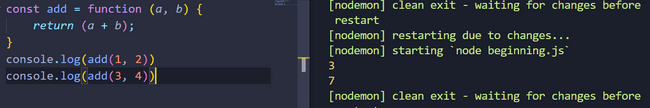 const add = function (a, b) {
    return (a + b);
}
console.log(add(1, 2))
console.log(add(3, 4))
[nodemon] clean exit - waiting for changes before
restart
[nodemon] restarting due to changes...
[nodemon] starting `node beginning.js`
3
7
[nodemon] clean exit - waiting for changes before